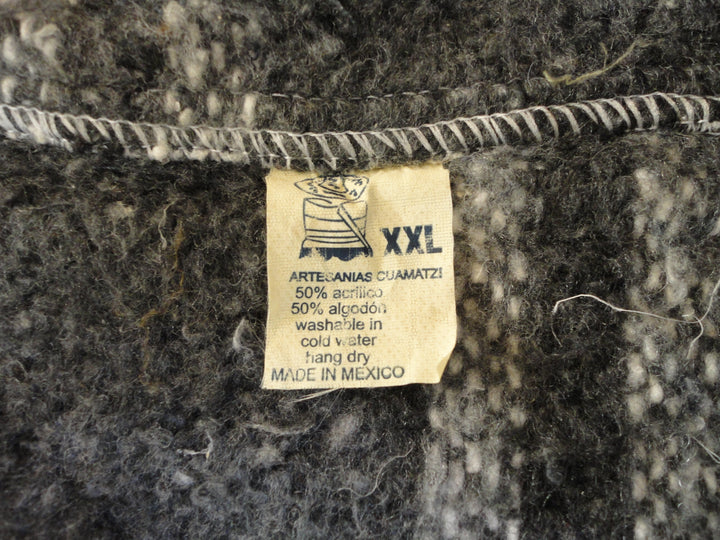 XXL
ARTESANIAS CUAMATZI
50% acrilico
50% algodón
washable in
cold water
hang dry
MADE IN MEXICO